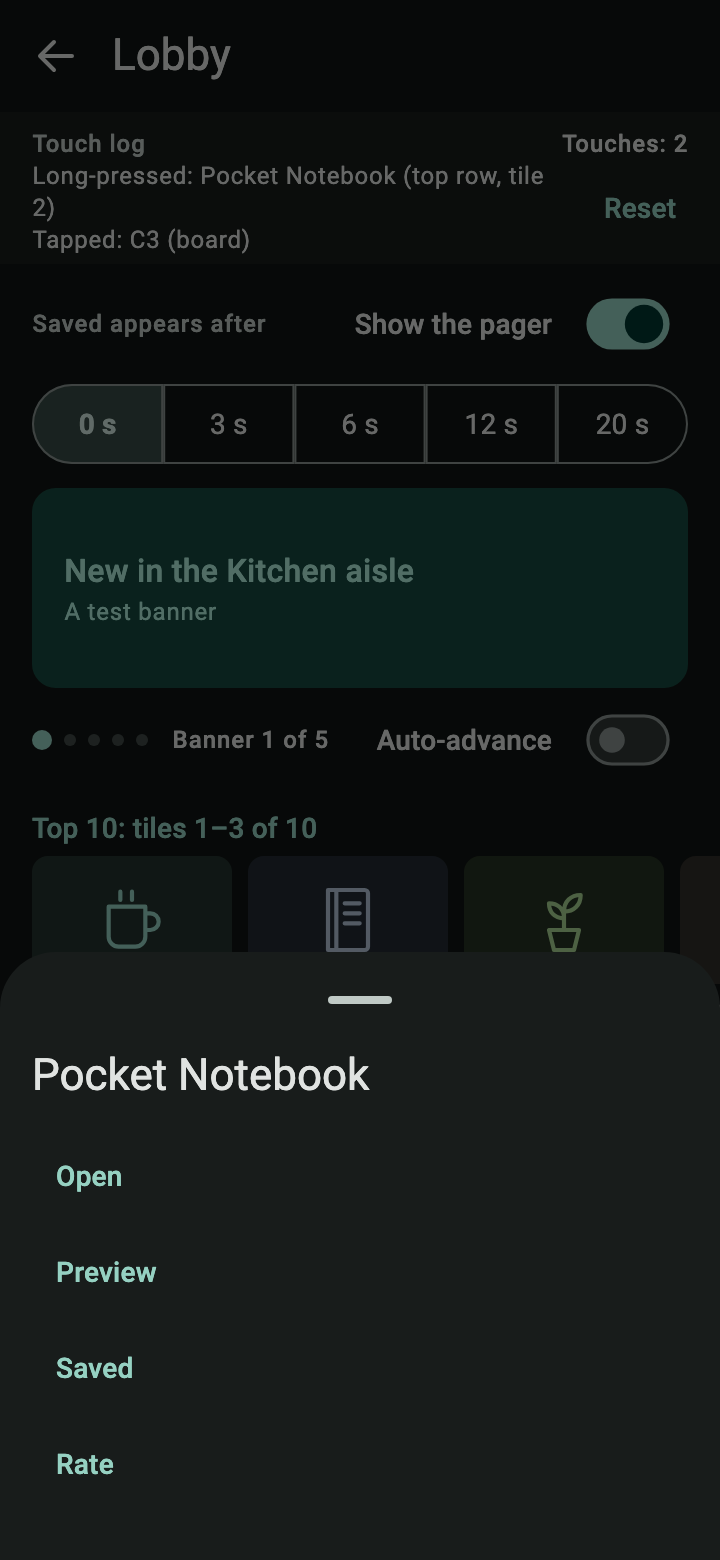 Lobby
Touch log
Touches: 2
Long-pressed: Pocket Notebook (top row, tile
2)
Reset
Tapped: C3 (board)
Saved appears after
Show the pager
0 s
3 s
6 s
12 s
20 s
New in the Kitchen aisle
A test banner
Banner 1 of 5
Auto-advance
Top 10: tiles 1–3 of 10
Pocket Notebook
Open
Preview
Saved
Rate